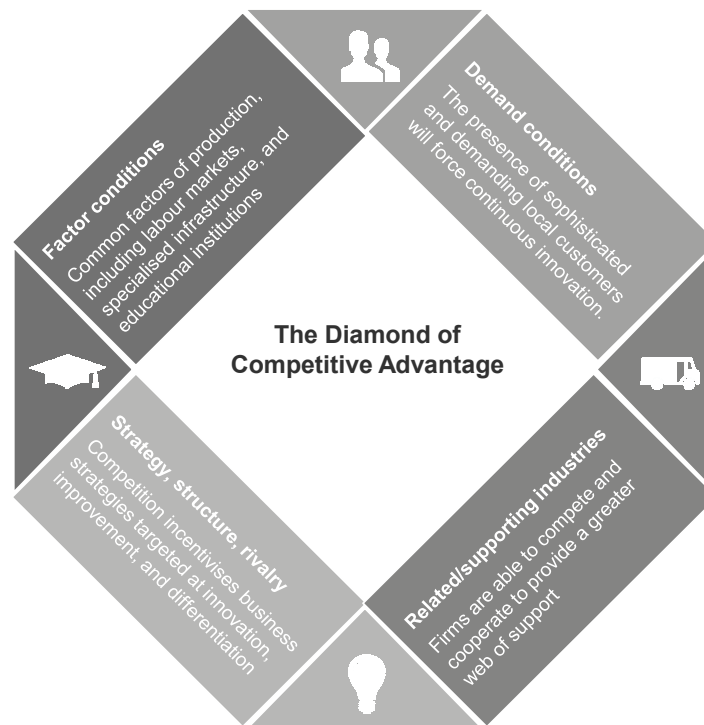 Factor conditions
Common factors of production,
including labour markets,
specialised infrastructure, and
educational institutions
Demand conditions
The presence of sophisticated
and demanding local customers
will force continuous innovation.
The Diamond of
Competitive Advantage
Strategy, structure, rivalry
Competition incentivises business
strategies targeted at innovation,
improvement, and differentiation
Related/supporting industries
Firms are able to compete and
cooperate to provide a greater
web of support